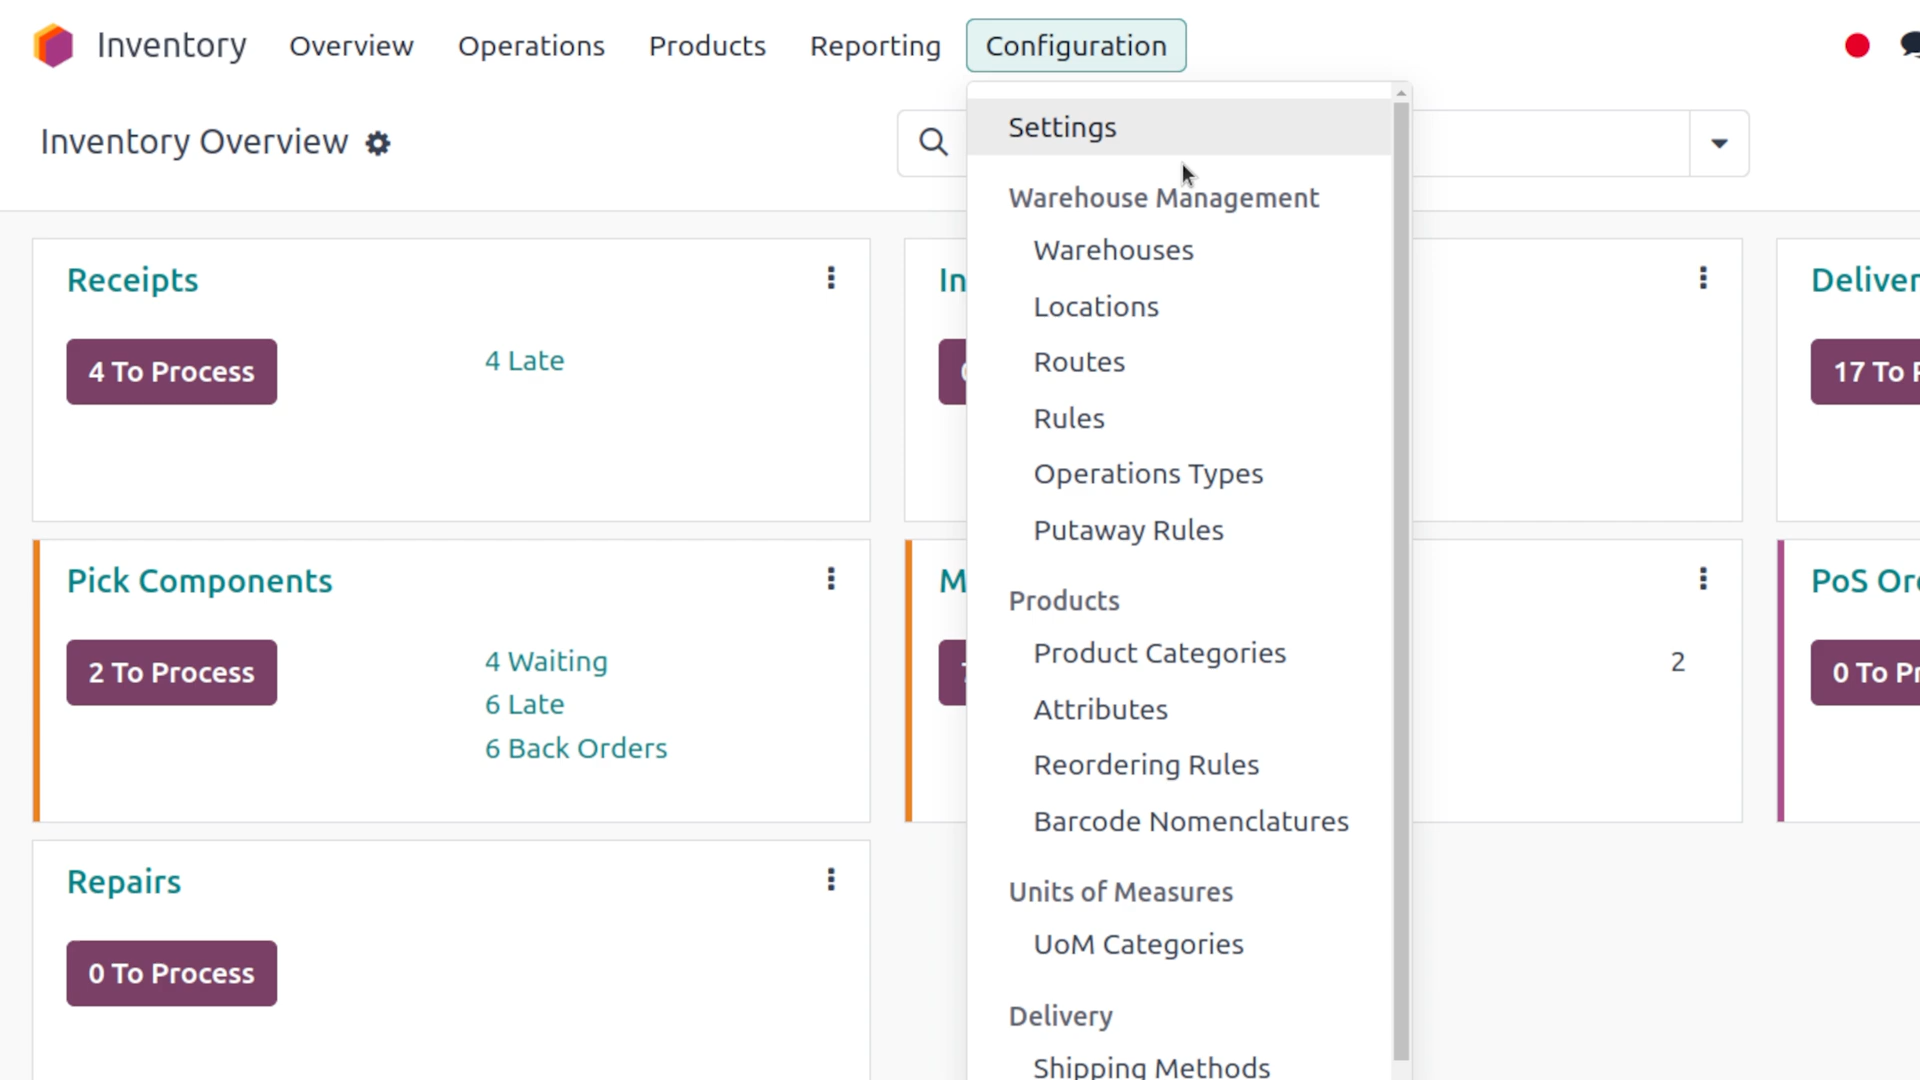 Inventory Overview Operations Products Reporting Configuration
Inventory Overview
Settings
Warehouse Management
Warehouses
Locations
Routes
Rules
Operations Types
Putaway Rules
Products
Product Categories
Attributes
Reordering Rules
Barcode Nomenclatures
Units of Measures
UoM Categories
Delivery
Shipping Methods
Receipts
4 To Process
4 Late
In
Deliver
17 To
Pick Components
2 To Process
4 Waiting
6 Late
6 Back Orders
M
2
PoS Or
0 To Pr
Repairs
0 To Process